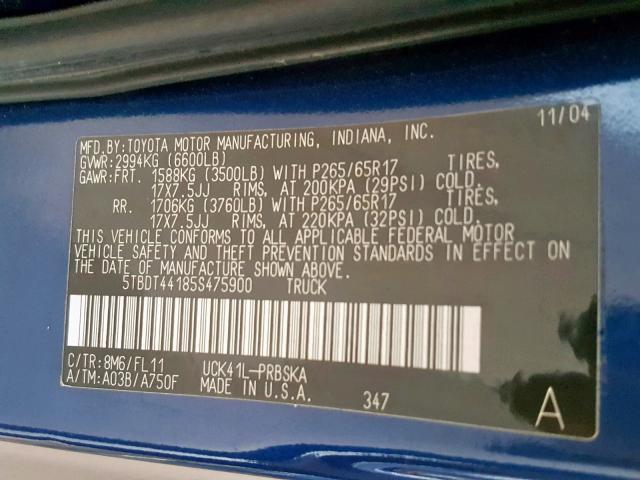 11/04
MFD.BY:TOYOTA MOTOR MANUFACTURING, INDIANA, INC.
GVWR:2994KG (6600LB)
GAWR:FRT. 1588KG (3500LB) WITH P265/65R17 TIRES,
17X7.5JJ RIMS, AT 200KPA (29PSI) COLD.
RR. 1706KG (3760LB) WITH P265/65R17 TIRES,
17X7.5JJ RIMS, AT 220KPA (32PSI) COLD.
THIS VEHICLE CONFORMS TO ALL APPLICABLE FEDERAL MOTOR
VEHICLE SAFETY AND THEFT PREVENTION STANDARDS IN EFFECT ON
THE DATE OF MANUFACTURE SHOWN ABOVE.
5TBDT44185S475900 TRUCK
C/TR:8M6/FL11 UCK41L-PRBSKA
A/TM:A03B/A750F MADE IN U.S.A. 347 A